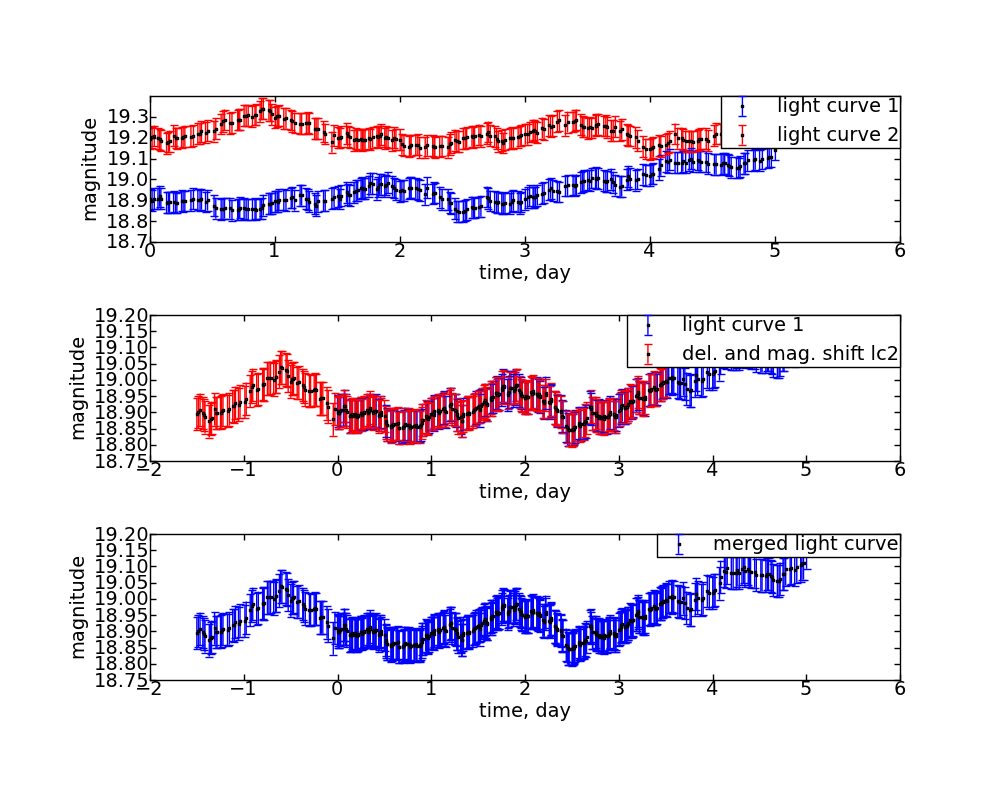 19.3
19.2
19.1
19.0
18.9
18.8
18.7
magnitude
light curve 1
light curve 2
0 1 2 3 4 5 6
time, day
19.20
19.15
19.10
19.05
19.00
18.95
18.90
18.85
18.80
18.75
magnitude
light curve 1
del. and mag. shift lc2
−2 −1 0 1 2 3 4 5 6
time, day
19.20
19.15
19.10
19.05
19.00
18.95
18.90
18.85
18.80
18.75
magnitude
merged light curve
−2 −1 0 1 2 3 4 5 6
time, day